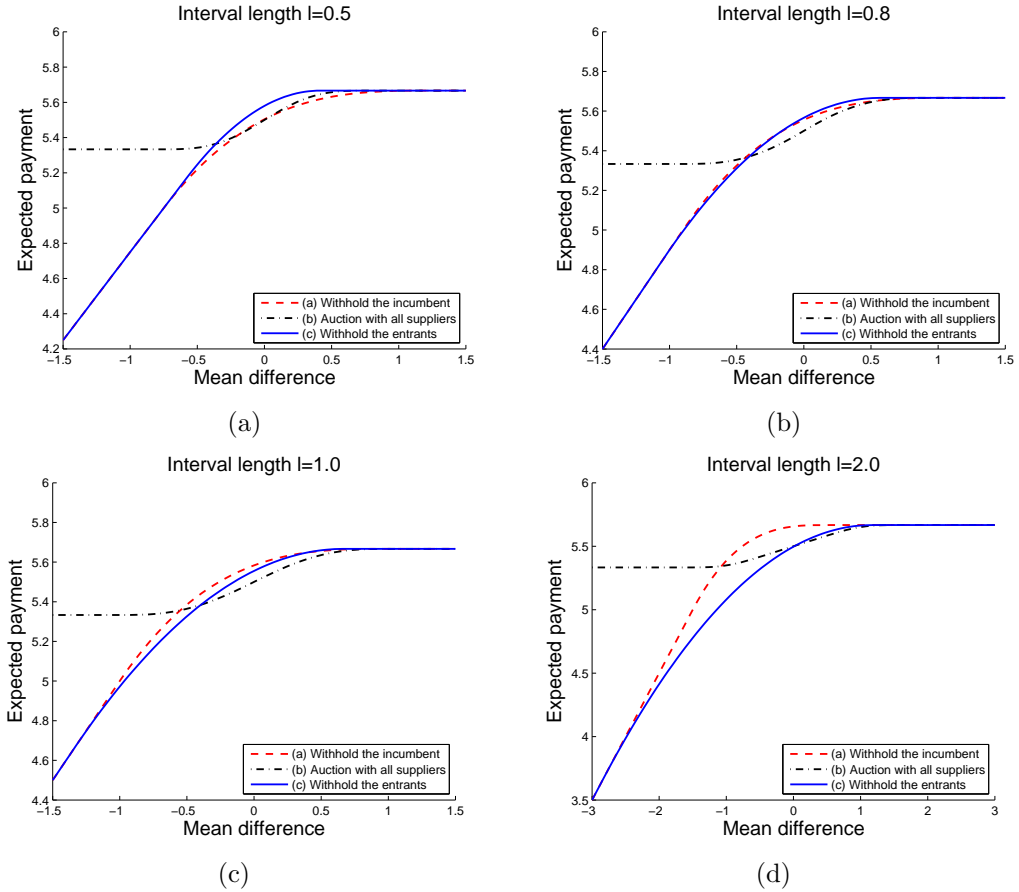 Interval length l=0.5
6
5.8
5.6
5.4
5.2
5
4.8
4.6
4.4
4.2
Expected payment
−1.5 −1 −0.5 0 0.5 1 1.5
Mean difference
(a) Withhold the incumbent
(b) Auction with all suppliers
(c) Withhold the entrants
(a)
Interval length l=0.8
6
5.8
5.6
5.4
5.2
5
4.8
4.6
4.4
Expected payment
−1.5 −1 −0.5 0 0.5 1 1.5
Mean difference
(a) Withhold the incumbent
(b) Auction with all suppliers
(c) Withhold the entrants
(b)
Interval length l=1.0
6
5.8
5.6
5.4
5.2
5
4.8
4.6
4.4
Expected payment
−1.5 −1 −0.5 0 0.5 1 1.5
Mean difference
(a) Withhold the incumbent
(b) Auction with all suppliers
(c) Withhold the entrants
(c)
Interval length l=2.0
6
5.5
5
4.5
4
3.5
Expected payment
−3 −2 −1 0 1 2 3
Mean difference
(a) Withhold the incumbent
(b) Auction with all suppliers
(c) Withhold the entrants
(d)